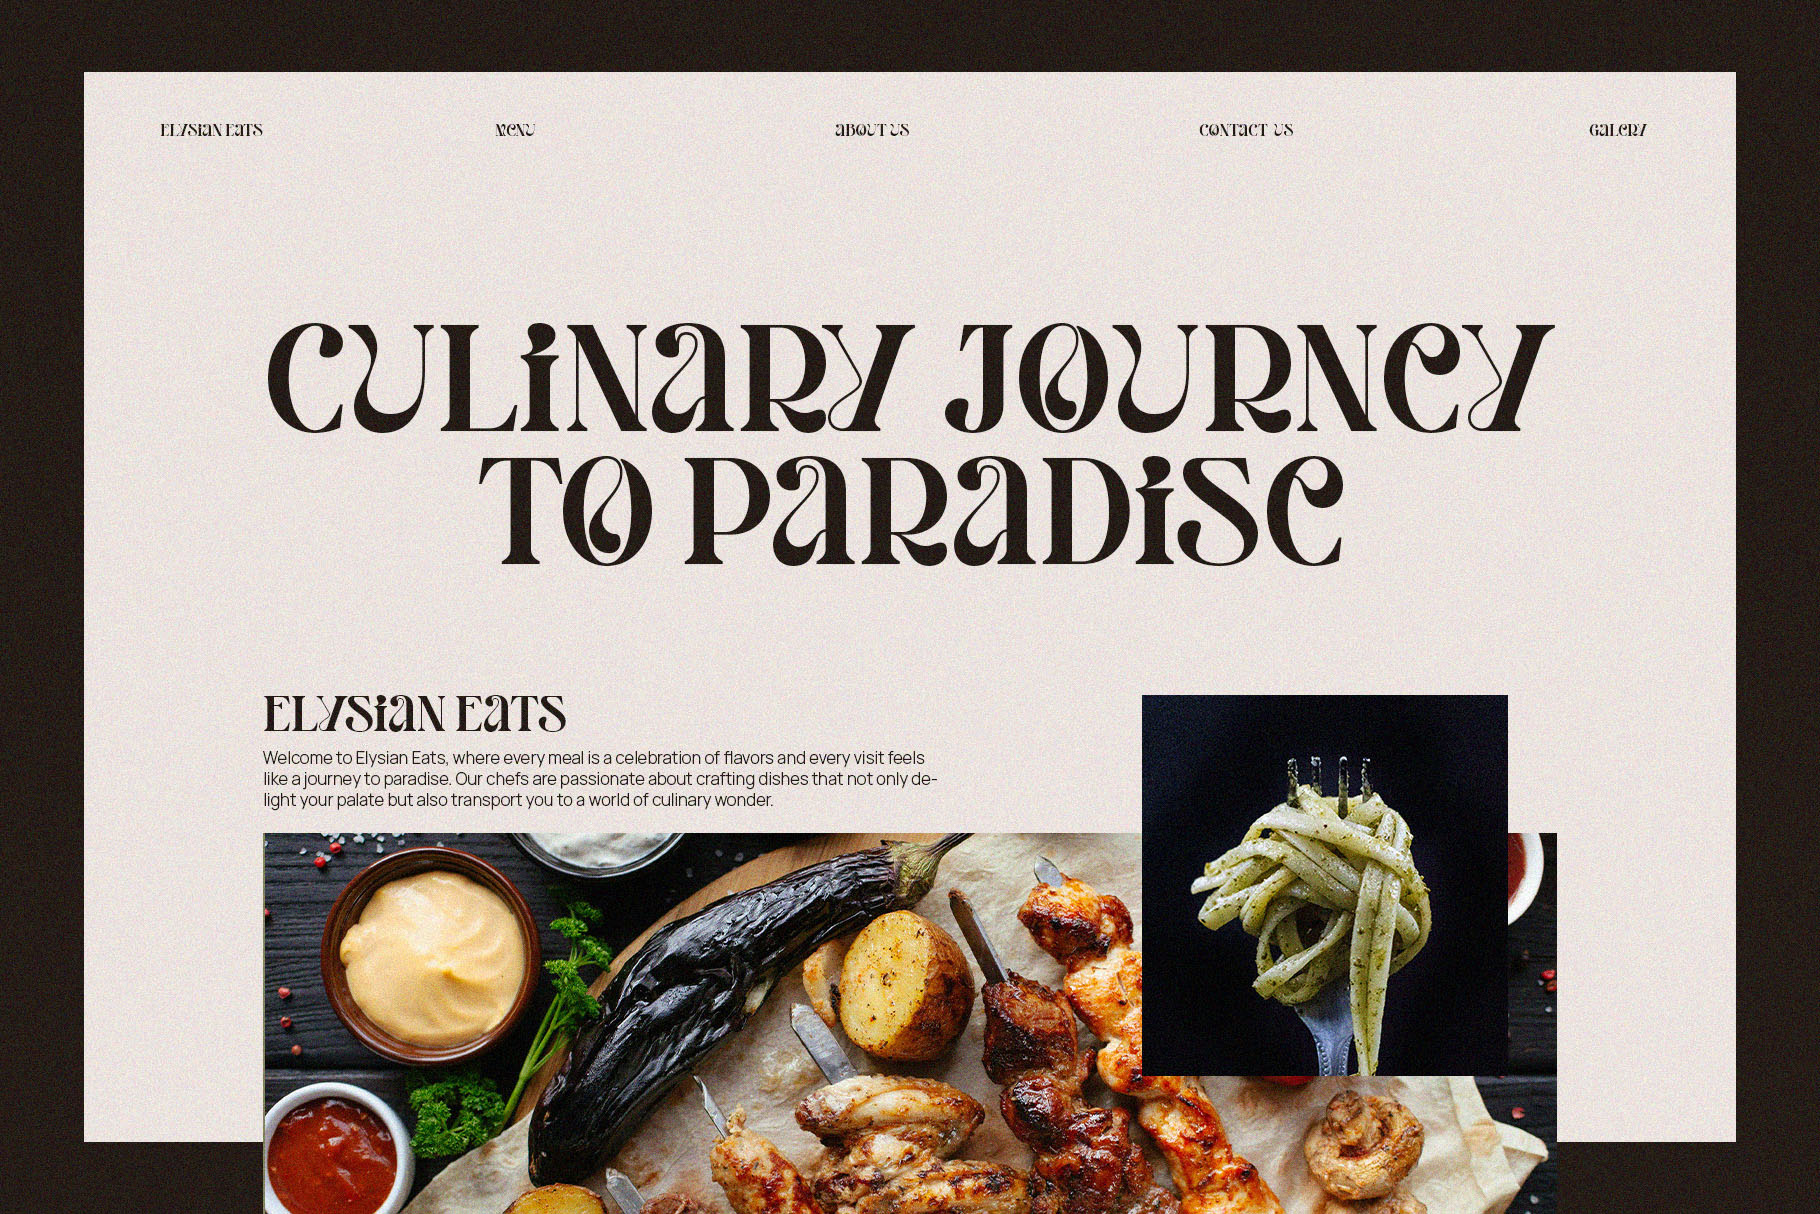 ELYSIAN EATS
MENU
ABOUT US
CONTACT US
GALERY
CULINARY JOURNEY
TO PARADISE
ELYSIAN EATS
Welcome to Elysian Eats, where every meal is a celebration of flavors and every visit feels
like a journey to paradise. Our chefs are passionate about crafting dishes that not only de-
light your palate but also transport you to a world of culinary wonder.